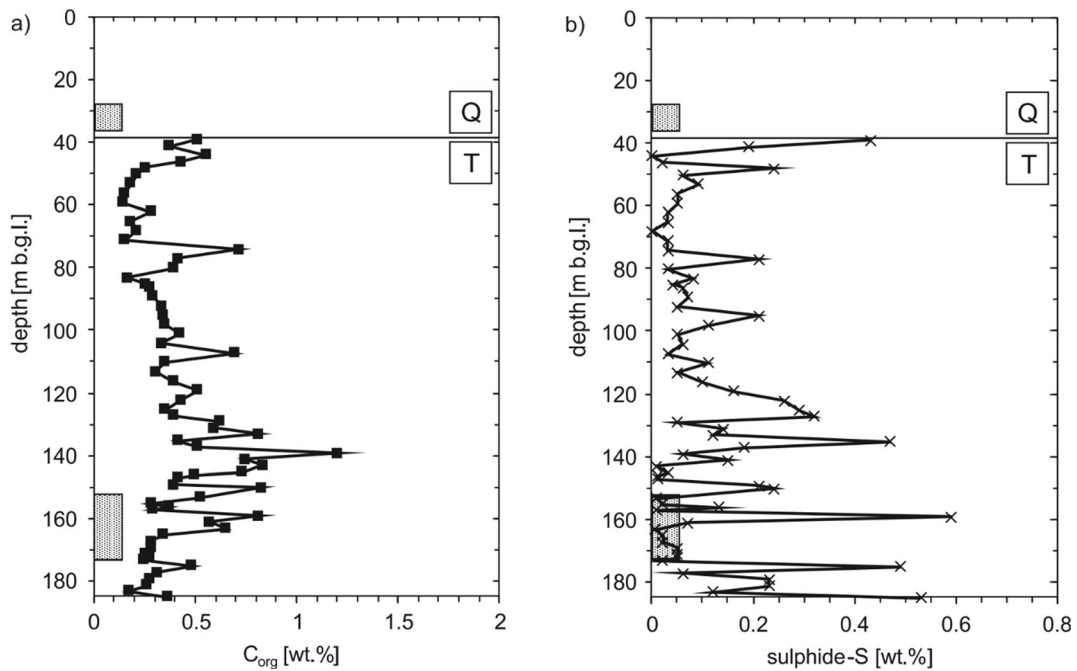 a)
0
20
40
60
80
100
120
140
160
180
depth [m b.g.l.]
Q
T
0 0.5 1 1.5 2
C_org [wt.%]
b)
0
20
40
60
80
100
120
140
160
180
depth [m b.g.l.]
Q
T
0 0.2 0.4 0.6 0.8
sulphide-S [wt.%]